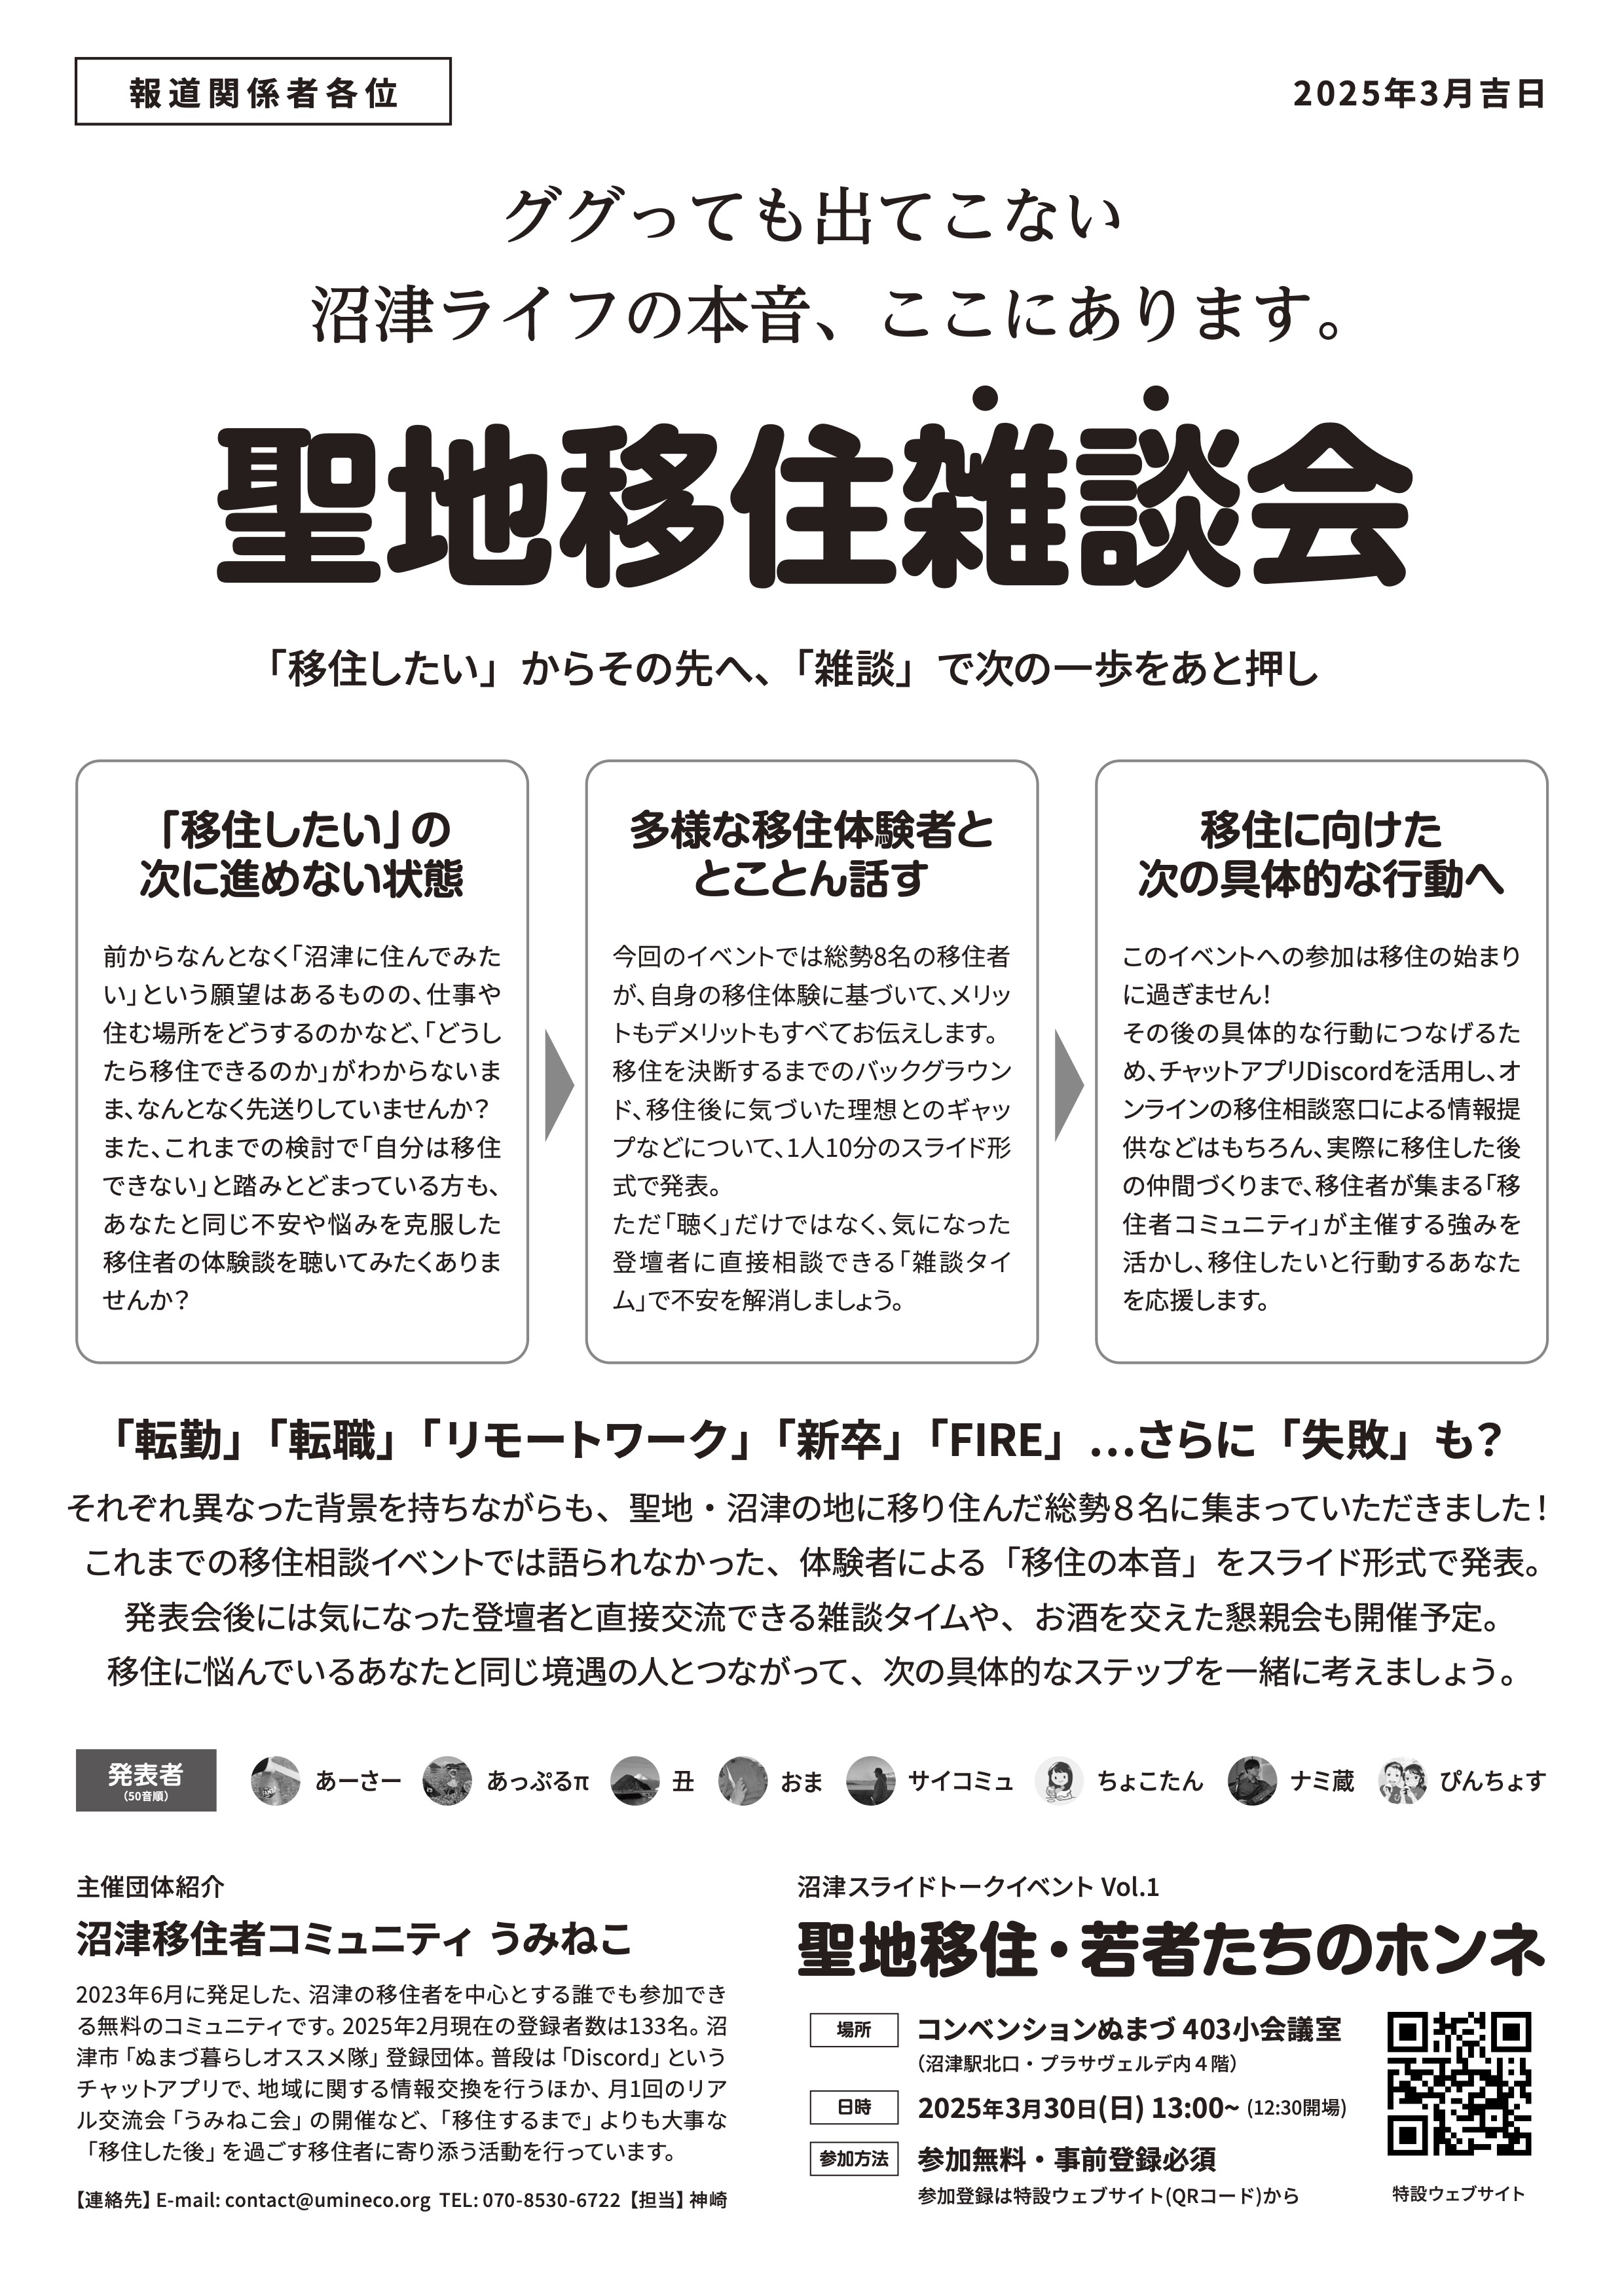 報道関係者各位
2025年3月吉日
ググっても出てこない
沼津ライフの本音、ここにあります。
聖地移住雑談会
「移住したい」からその先へ、「雑談」で次の一歩をあと押し
「移住したい」の
次に進めない状態
前からなんとなく「沼津に住んでみた
い」という願望はあるものの、仕事や
住む場所をどうするのかなど、「どうし
たら移住できるのか」がわからないま
ま、なんとなく先送りしていませんか?
また、これまでの検討で「自分は移住
できない」と踏みとどまっている方も、
あなたと同じ不安や悩みを克服した
移住者の体験談を聴いてみたくありま
せんか?
多様な移住体験者と
とことん話す
今回のイベントでは総勢8名の移住者
が、自身の移住体験に基づいて、メリッ
トもデメリットもすべてお伝えします。
移住を決断するまでのバックグラウン
ド、移住後に気づいた理想とのギャッ
プなどについて、1人10分のスライド形
式で発表。
ただ「聴く」だけではなく、気になった
登壇者に直接相談できる「雑談タイ
ム」で不安を解消しましょう。
移住に向けた
次の具体的な行動へ
このイベントへの参加は移住の始まり
に過ぎません!
その後の具体的な行動につなげるた
め、チャットアプリDiscordを活用し、オ
ンラインの移住相談窓口による情報提
供などはもちろん、実際に移住した後
の仲間づくりまで、移住者が集まる「移
住者コミュニティ」が主催する強みを
活かし、移住したいと行動するあなた
を応援します。
「転勤」「転職」「リモートワーク」「新卒」「FIRE」…さらに「失敗」も?
それぞれ異なった背景を持ちながらも、聖地・沼津の地に移り住んだ総勢8名に集まっていただきました!
これまでの移住相談イベントでは語られなかった、体験者による「移住の本音」をスライド形式で発表。
発表会後には気になった登壇者と直接交流できる雑談タイムや、お酒を交えた懇親会も開催予定。
移住に悩んでいるあなたと同じ境遇の人とつながって、次の具体的なステップを一緒に考えましょう。
発表者
(50音順)
あーさー あっぷるπ 丑 おま サイコミュ ちょこたん ナミ蔵 ぴんちょす
主催団体紹介
沼津移住者コミュニティ うみねこ
2023年6月に発足した、沼津の移住者を中心とする誰でも参加でき
る無料のコミュニティです。2025年2月現在の登録者数は133名。沼
津市「ぬまづ暮らしオススメ隊」登録団体。普段は「Discord」という
チャットアプリで、地域に関する情報交換を行うほか、月1回のリア
ル交流会「うみねこ会」の開催など、「移住するまで」よりも大事な
「移住した後」を過ごす移住者に寄り添う活動を行っています。
【連絡先】E-mail: contact@umineco.org TEL: 070-8530-6722【担当】神崎
沼津スライドトークイベント Vol.1
聖地移住・若者たちのホンネ
場所 コンベンションぬまづ 403小会議室
(沼津駅北口・プラサヴェルデ内4階)
日時 2025年3月30日(日) 13:00~ (12:30開場)
参加方法 参加無料・事前登録必須
参加登録は特設ウェブサイト(QRコード)から
特設ウェブサイト